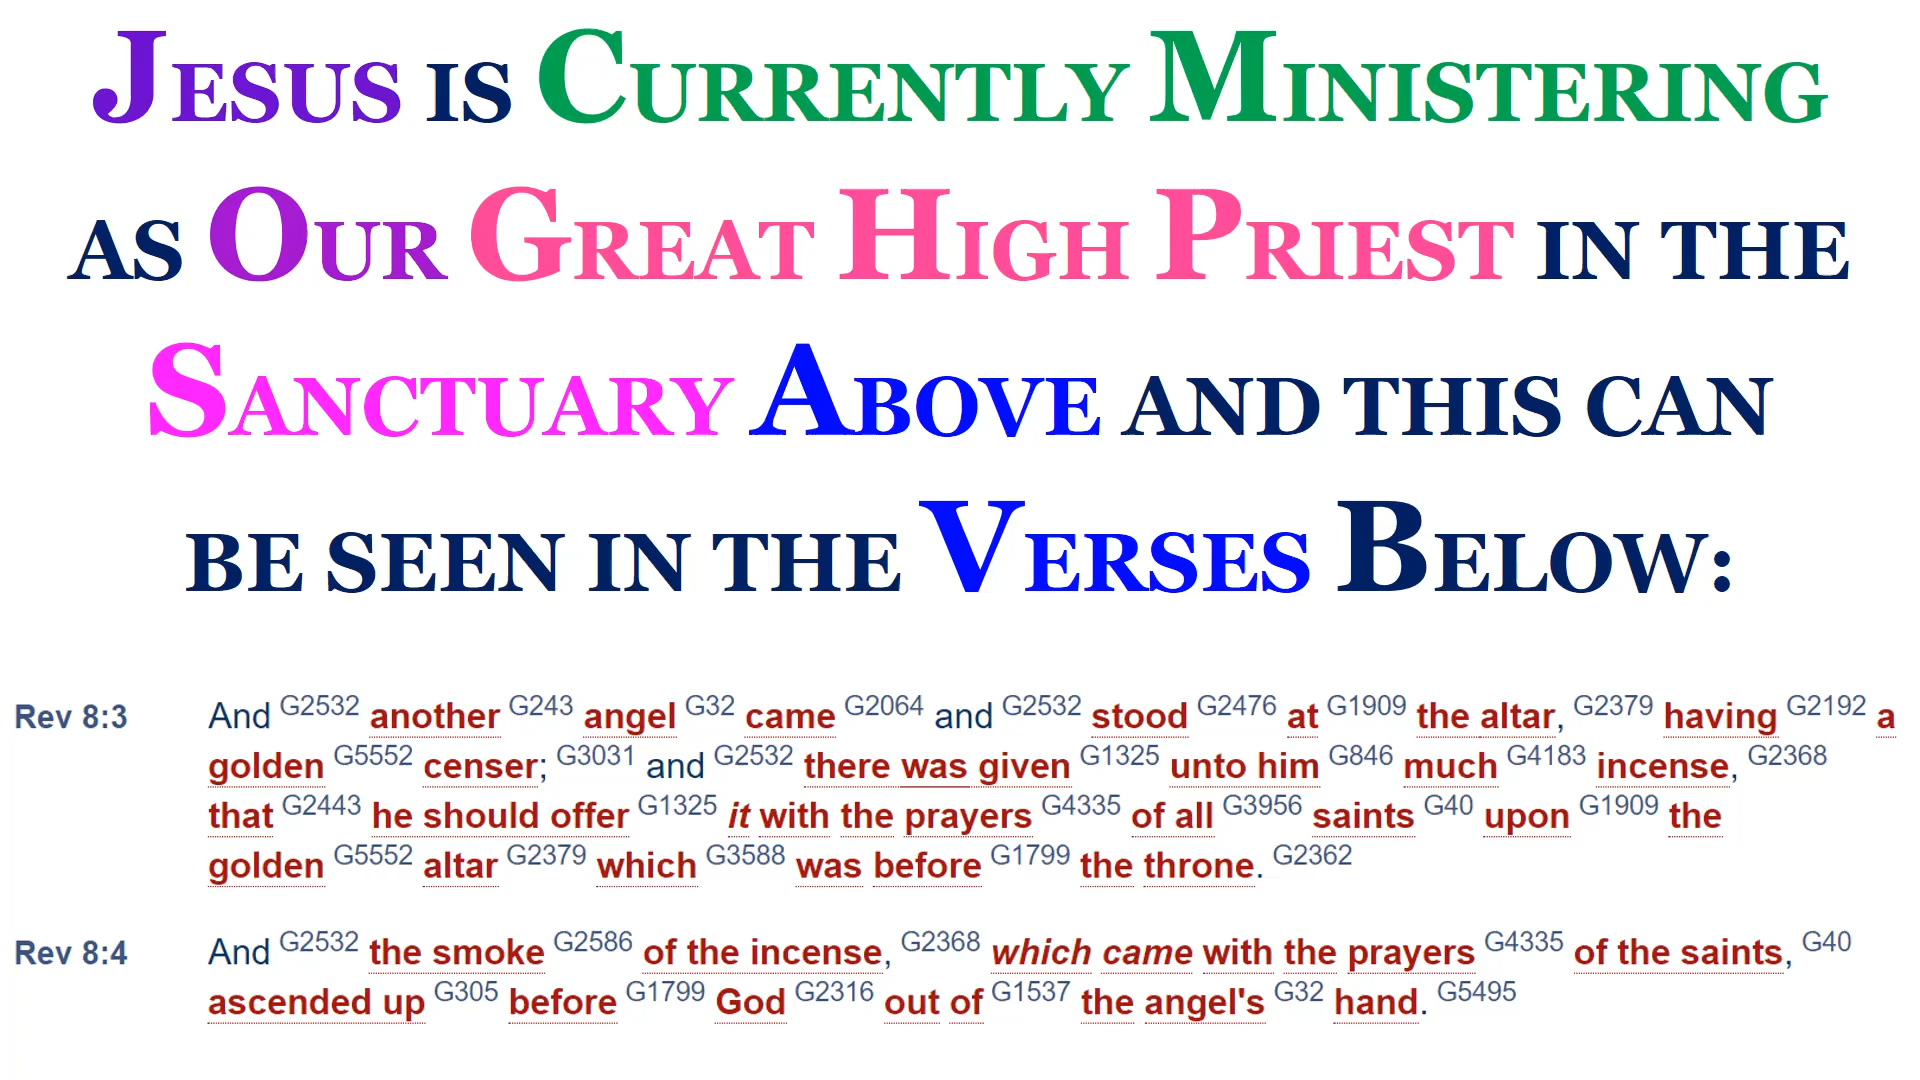 Jesus is Currently Ministering
as Our Great High Priest in the
Sanctuary Above and this can
be seen in the Verses Below:
Rev 8:3 And G2532 another G243 angel G32 came G2064 and G2532 stood G2476 at G1909 the altar, G2379 having G2192 a
golden G5552 censer; G3031 and G2532 there was given G1325 unto him G846 much G4183 incense, G2368
that G2443 he should offer G1325 it with the prayers G4335 of all G3956 saints G40 upon G1909 the
golden G5552 altar G2379 which G3588 was before G1799 the throne. G2362
Rev 8:4 And G2532 the smoke G2586 of the incense, G2368 which came with the prayers G4335 of the saints, G40
ascended up G305 before G1799 God G2316 out of G1537 the angel's G32 hand. G5495